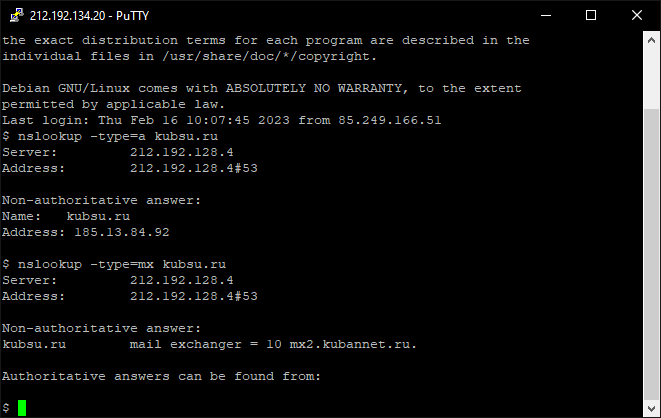 212.192.134.20 - PuTTY
the exact distribution terms for each program are described in the
individual files in /usr/share/doc/*/copyright.
Debian GNU/Linux comes with ABSOLUTELY NO WARRANTY, to the extent
permitted by applicable law.
Last login: Thu Feb 16 10:07:45 2023 from 85.249.166.51
$ nslookup -type=a kubsu.ru
Server:         212.192.128.4
Address:        212.192.128.4#53
Non-authoritative answer:
Name:   kubsu.ru
Address: 185.13.84.92
$ nslookup -type=mx kubsu.ru
Server:         212.192.128.4
Address:        212.192.128.4#53
Non-authoritative answer:
kubsu.ru        mail exchanger = 10 mx2.kubannet.ru.
Authoritative answers can be found from:
$